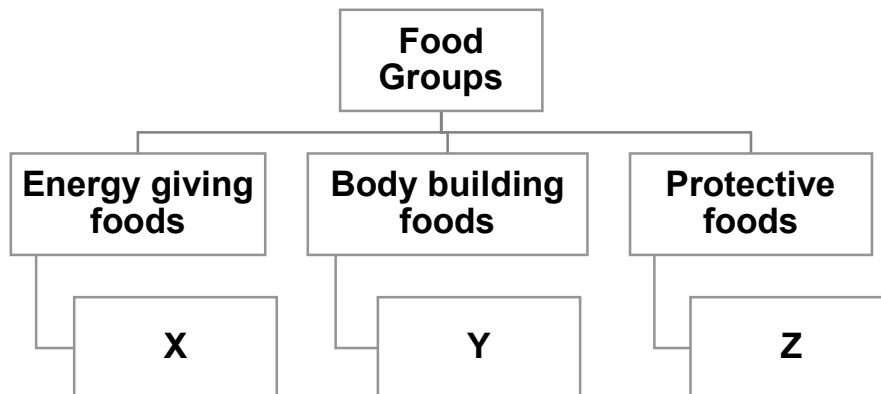 Food
Groups
Energy giving
foods
Body building
foods
Protective
foods
X
Y
Z